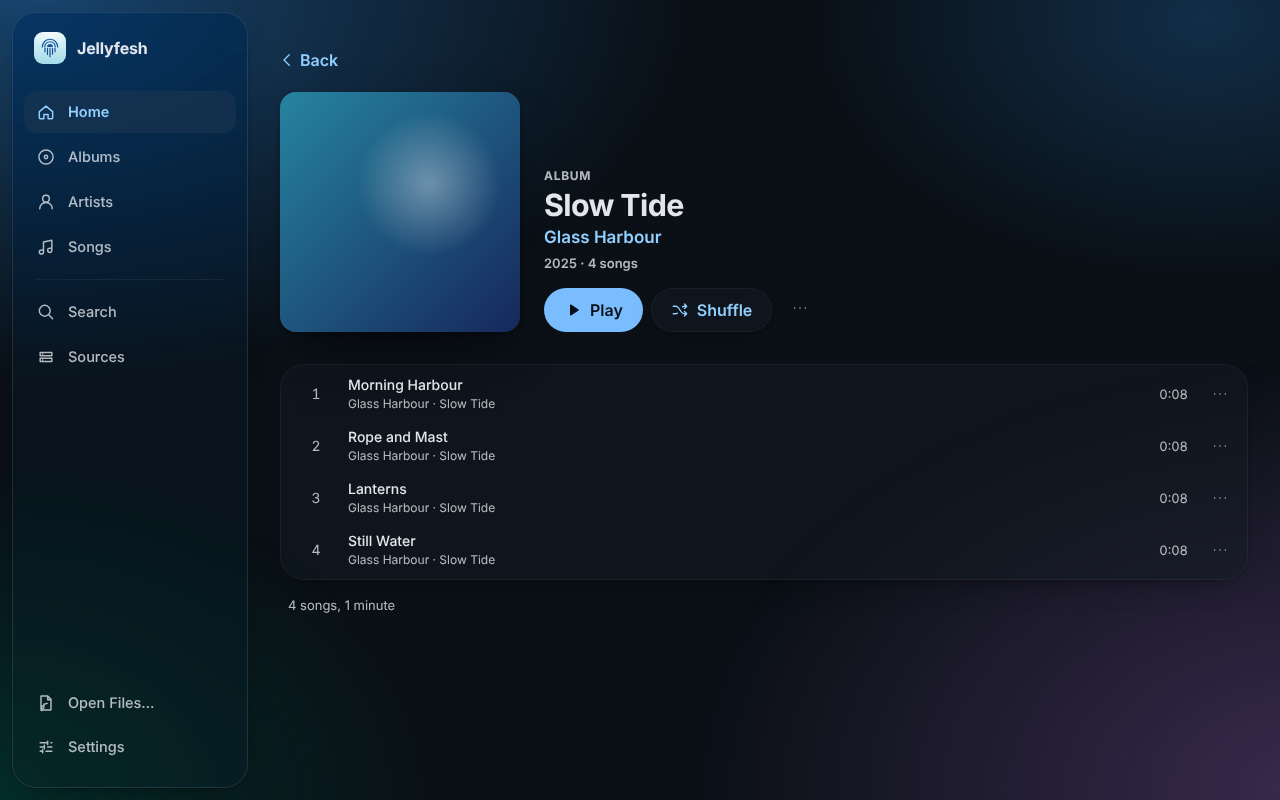 Jellyfesh
Home
Albums
Artists
Songs
Search
Sources
Open Files...
Settings
Back
ALBUM
Slow Tide
Glass Harbour
2025 · 4 songs
Play
Shuffle
···
1 Morning Harbour 0:08 ···
Glass Harbour · Slow Tide
2 Rope and Mast 0:08 ···
Glass Harbour · Slow Tide
3 Lanterns 0:08 ···
Glass Harbour · Slow Tide
4 Still Water 0:08 ···
Glass Harbour · Slow Tide
4 songs, 1 minute